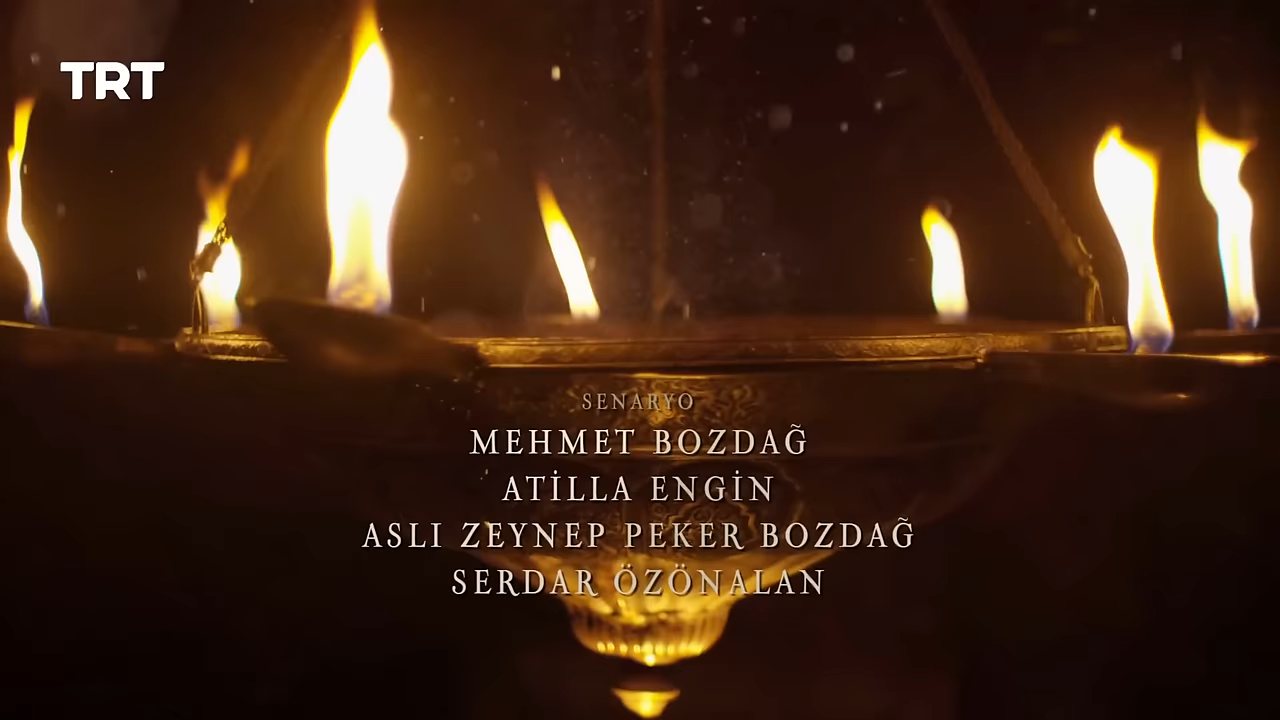 TRT
SENARYO
MEHMET BOZDAĞ
ATİLLA ENGİN
ASLI ZEYNEP PEKER BOZDAĞ
SERDAR ÖZÖNALAN